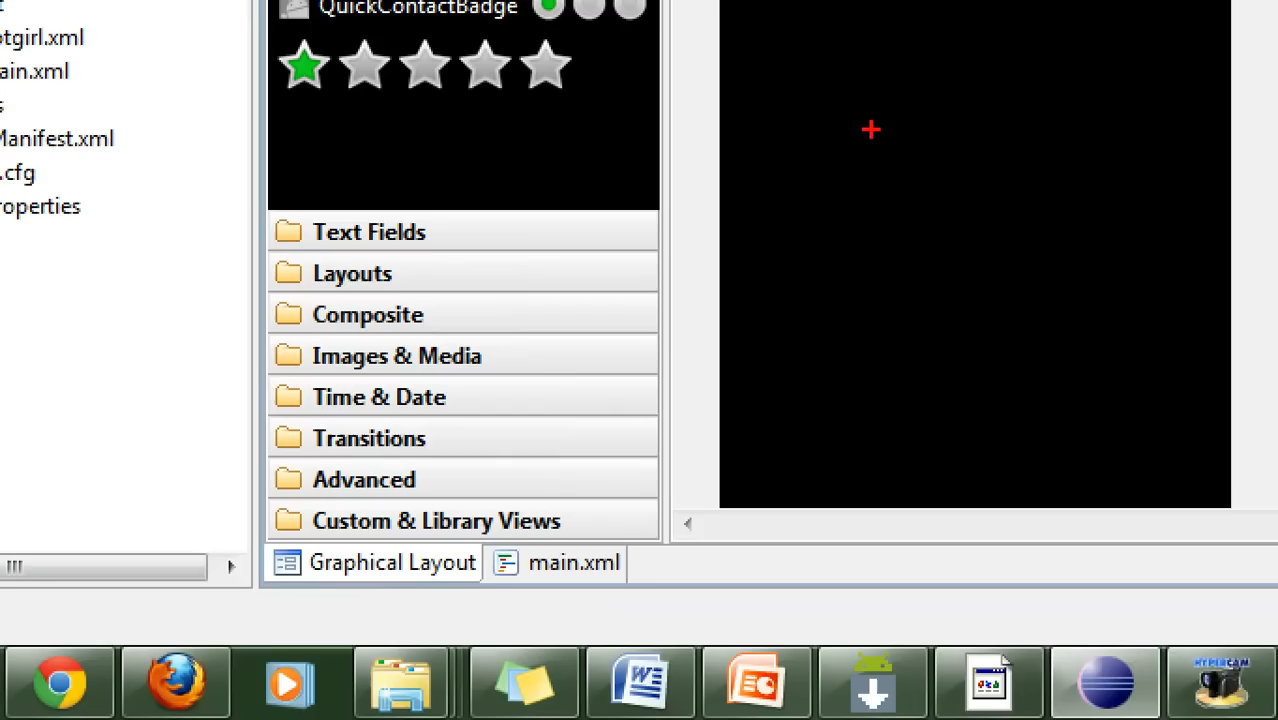 QuickContactBadge
otgirl.xml
ain.xml
s
Manifest.xml
.cfg
roperties
Text Fields
Layouts
Composite
Images & Media
Time & Date
Transitions
Advanced
Custom & Library Views
Graphical Layout
main.xml
HYPERCAM